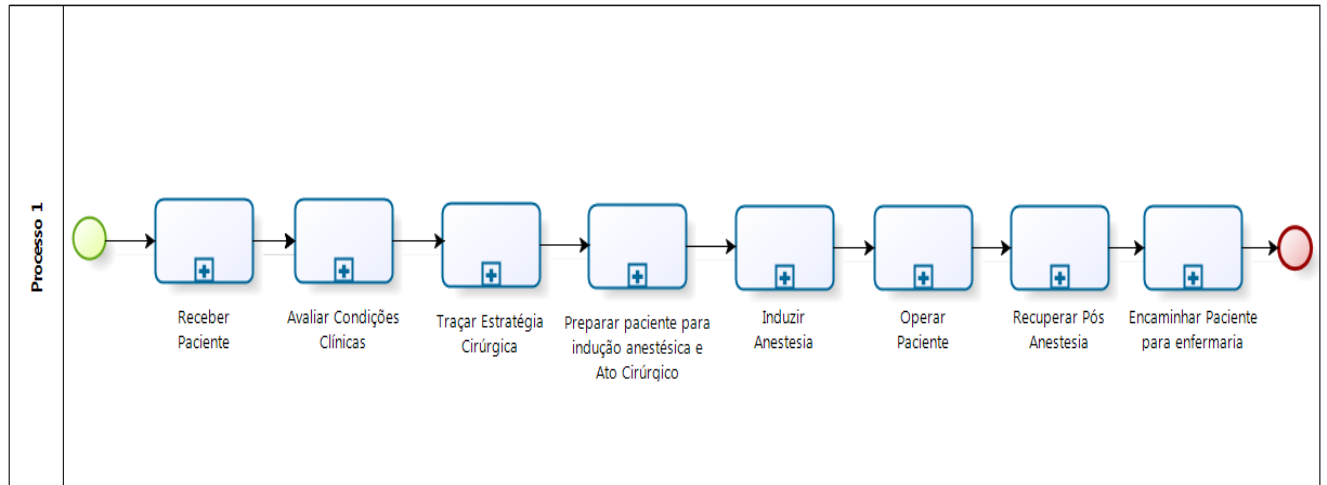 Processo 1
Receber
Paciente
Avaliar Condições
Clínicas
Traçar Estratégia
Cirúrgica
Preparar paciente para
indução anestésica e
Ato Cirúrgico
Induzir
Anestesia
Operar
Paciente
Recuperar Pós
Anestesia
Encaminhar Paciente
para enfermaria